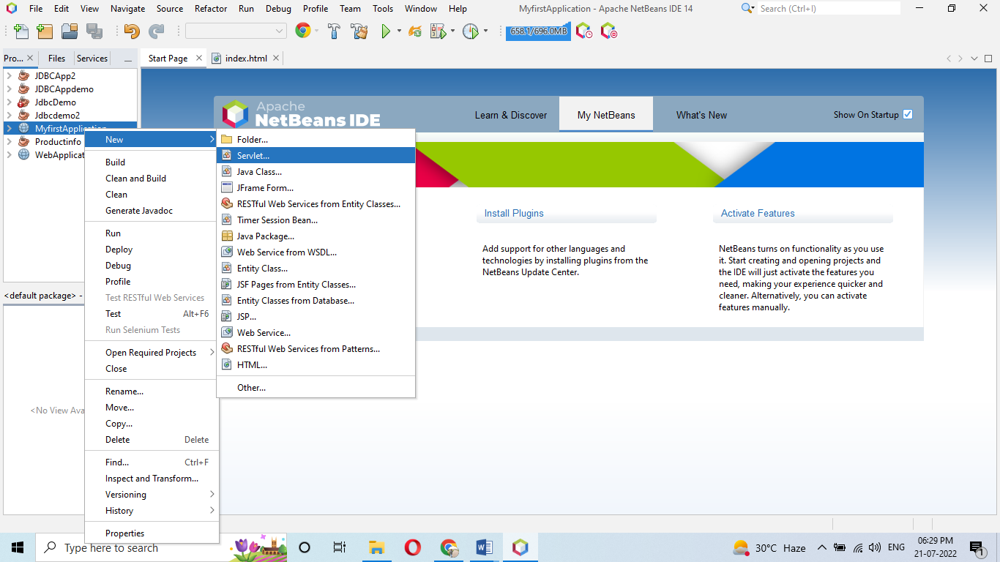 File Edit View Navigate Source Refactor Run Debug Profile Team Tools Window Help MyfirstApplication - Apache NetBeans IDE 14 Search (Ctrl+I)
658.1/696.0MB
Pro... Files Services Start Page index.html
JDBCApp2
JDBCAppdemo
JdbcDemo
Jdbcdemo2
MyfirstApplication
Productinfo
WebApplicat
<default package> -
<No View Ava
Apache
NetBeans IDE
Learn & Discover My NetBeans What's New Show On Startup
New
Build
Clean and Build
Clean
Generate Javadoc
Run
Deploy
Debug
Profile
Test RESTful Web Services
Test Alt+F6
Run Selenium Tests
Open Required Projects
Close
Rename...
Move...
Copy...
Delete Delete
Find... Ctrl+F
Inspect and Transform...
Versioning
History
Properties
Folder...
Servlet...
Java Class...
JFrame Form...
RESTful Web Services from Entity Classes...
Timer Session Bean...
Java Package...
Web Service from WSDL...
Entity Class...
JSF Pages from Entity Classes...
Entity Classes from Database...
JSP...
Web Service...
RESTful Web Services from Patterns...
HTML...
Other...
Install Plugins
Add support for other languages and
technologies by installing plugins from the
NetBeans Update Center.
Activate Features
NetBeans turns on functionality as you use
it. Start creating and opening projects and
the IDE will just activate the features you
need, making your experience quicker and
cleaner. Alternatively, you can activate
features manually.
Type here to search
30°C Haze
ENG
06:29 PM
21-07-2022
1